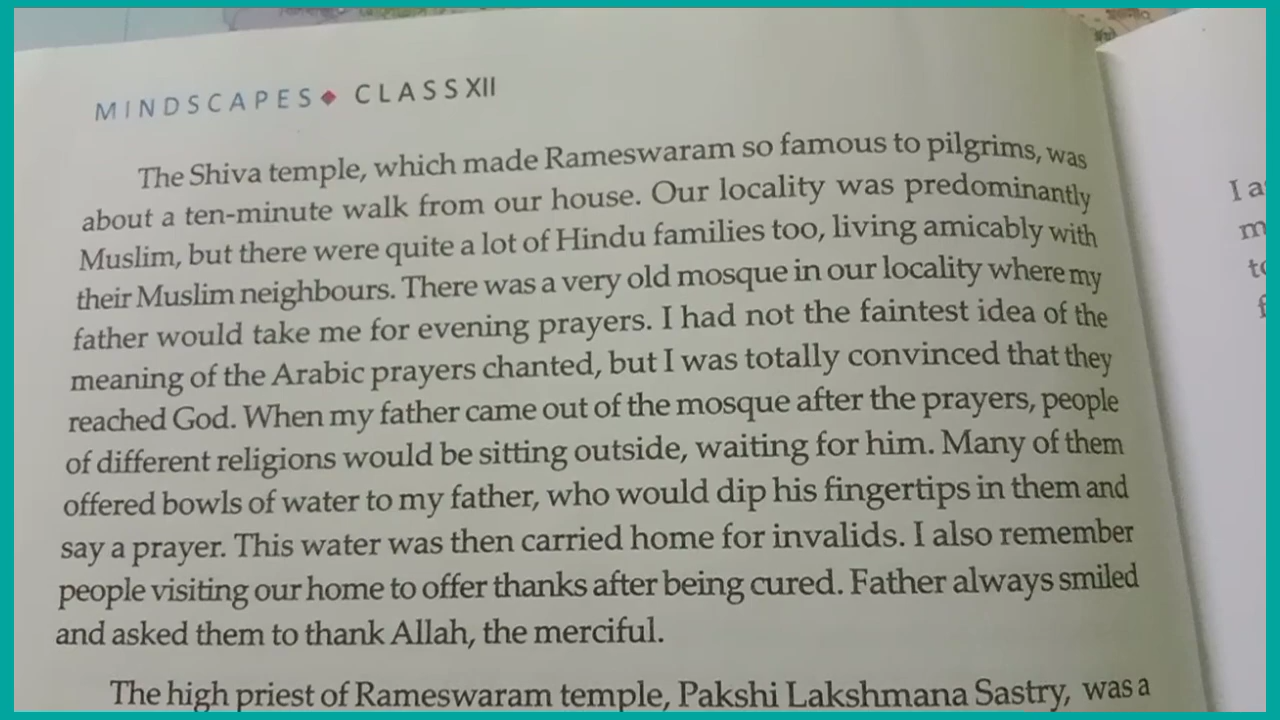 MINDSCAPES◆ CLASS XII
The Shiva temple, which made Rameswaram so famous to pilgrims, was
about a ten-minute walk from our house. Our locality was predominantly
Muslim, but there were quite a lot of Hindu families too, living amicably with
their Muslim neighbours. There was a very old mosque in our locality where my
father would take me for evening prayers. I had not the faintest idea of the
meaning of the Arabic prayers chanted, but I was totally convinced that they
reached God. When my father came out of the mosque after the prayers, people
of different religions would be sitting outside, waiting for him. Many of them
offered bowls of water to my father, who would dip his fingertips in them and
say a prayer. This water was then carried home for invalids. I also remember
people visiting our home to offer thanks after being cured. Father always smiled
and asked them to thank Allah, the merciful.
The high priest of Rameswaram temple, Pakshi Lakshmana Sastry, was a
I a
m